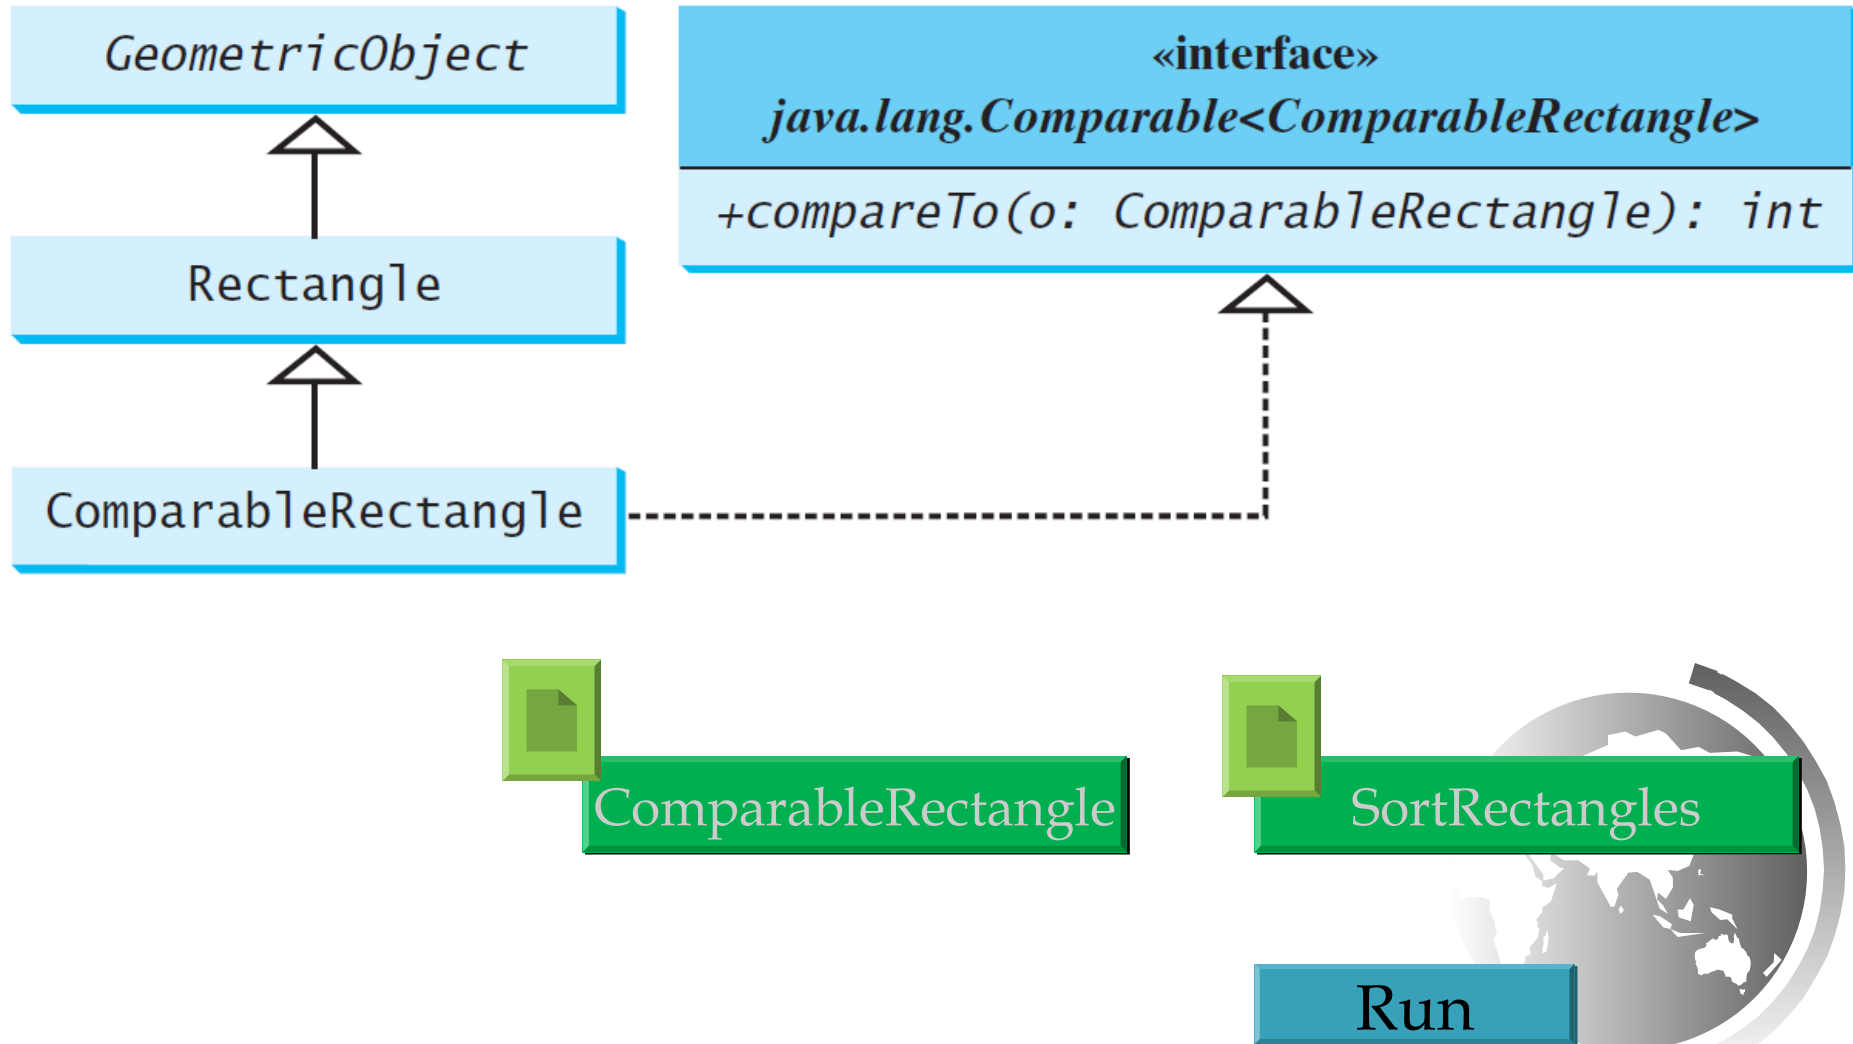 GeometricObject
Rectangle
ComparableRectangle
«interface»
java.lang.Comparable<ComparableRectangle>
+compareTo(o: ComparableRectangle): int
ComparableRectangle
SortRectangles
Run